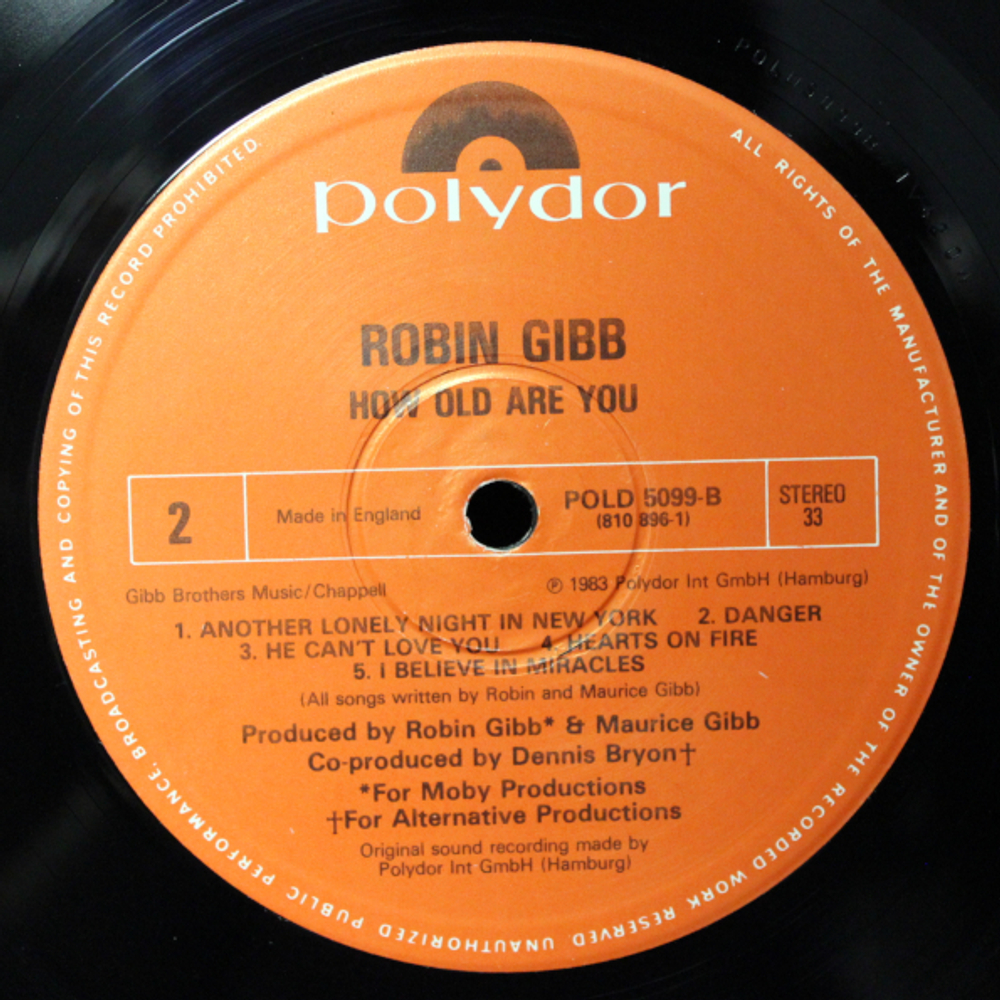 polydor
ROBIN GIBB
HOW OLD ARE YOU
2
Made in England
POLD 5099-B
(810 896-1)
STEREO
33
Gibb Brothers Music/Chappell
℗ 1983 Polydor Int GmbH (Hamburg)
1. ANOTHER LONELY NIGHT IN NEW YORK 2. DANGER
3. HE CAN'T LOVE YOU 4. HEARTS ON FIRE
5. I BELIEVE IN MIRACLES
(All songs written by Robin and Maurice Gibb)
Produced by Robin Gibb* & Maurice Gibb
Co-produced by Dennis Bryon†
*For Moby Productions
†For Alternative Productions
Original sound recording made by
Polydor Int GmbH (Hamburg)
ALL RIGHTS OF THE MANUFACTURER AND OF THE OWNER OF THE RECORDED WORK RESERVED UNAUTHORIZED PUBLIC PERFORMANCE, BROADCASTING AND COPYING OF THIS RECORD PROHIBITED.